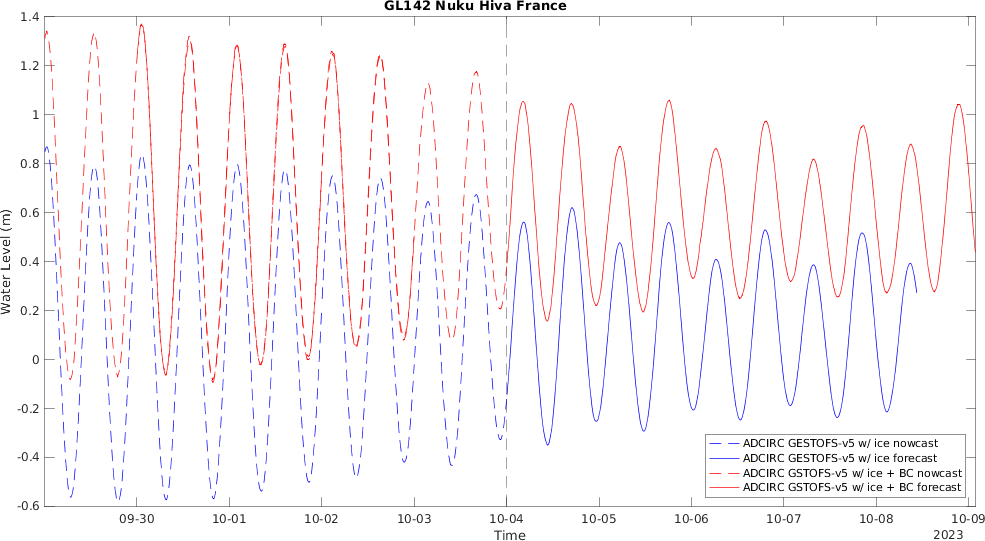 GL142 Nuku Hiva France
Water Level (m)
1.4
1.2
1
0.8
0.6
0.4
0.2
0
-0.2
-0.4
-0.6
ADCIRC GESTOFS-v5 w/ ice nowcast
ADCIRC GESTOFS-v5 w/ ice forecast
ADCIRC GSTOFS-v5 w/ ice + BC nowcast
ADCIRC GSTOFS-v5 w/ ice + BC forecast
09-30 10-01 10-02 10-03 10-04 10-05 10-06 10-07 10-08 10-09
Time
2023